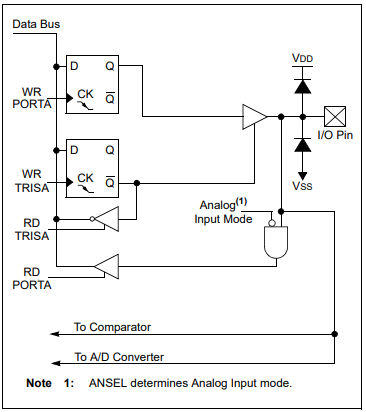 Data Bus
D Q
CK Q
WR
PORTA
VDD
I/O Pin
D Q
CK Q
WR
TRISA
VSS
Analog(1)
Input Mode
RD
TRISA
RD
PORTA
To Comparator
To A/D Converter
Note 1: ANSEL determines Analog Input mode.